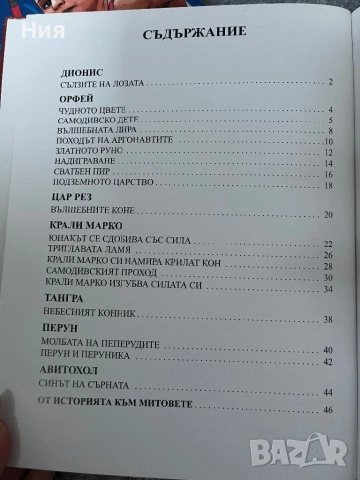 Ния
СЪДЪРЖАНИЕ
ДИОНИС
СЪЛЗИТЕ НА ЛОЗАТА 2
ОРФЕЙ
ЧУДНОТО ЦВЕТЕ 4
САМОДИВСКО ДЕТЕ 5
ВЪЛШЕБНАТА ЛИРА 8
ПОХОДЪТ НА АРГОНАВТИТЕ 10
ЗЛАТНОТО РУНО 12
НАДИГРАВАНЕ 14
СВАТБЕН ПИР 16
ПОДЗЕМНОТО ЦАРСТВО 18
ЦАР РЕЗ
ВЪЛШЕБНИТЕ КОНЕ 20
КРАЛИ МАРКО
ЮНАКЪТ СЕ СДОБИВА СЪС СИЛА 22
ТРИГЛАВАТА ЛАМЯ 26
КРАЛИ МАРКО СИ НАМИРА КРИЛАТ КОН 28
САМОДИВСКИЯТ ПРОХОД 30
КРАЛИ МАРКО ИЗГУБВА СИЛАТА СИ 34
ТАНГРА
НЕБЕСНИЯТ КОННИК 38
ПЕРУН
МОЛБАТА НА ПЕПЕРУДИТЕ 40
ПЕРУН И ПЕРУНИКА 42
АВИТОХОЛ
СИНЪТ НА СЪРНАТА 44
ОТ ИСТОРИЯТА КЪМ МИТОВЕТЕ 46
BAZAR
bg